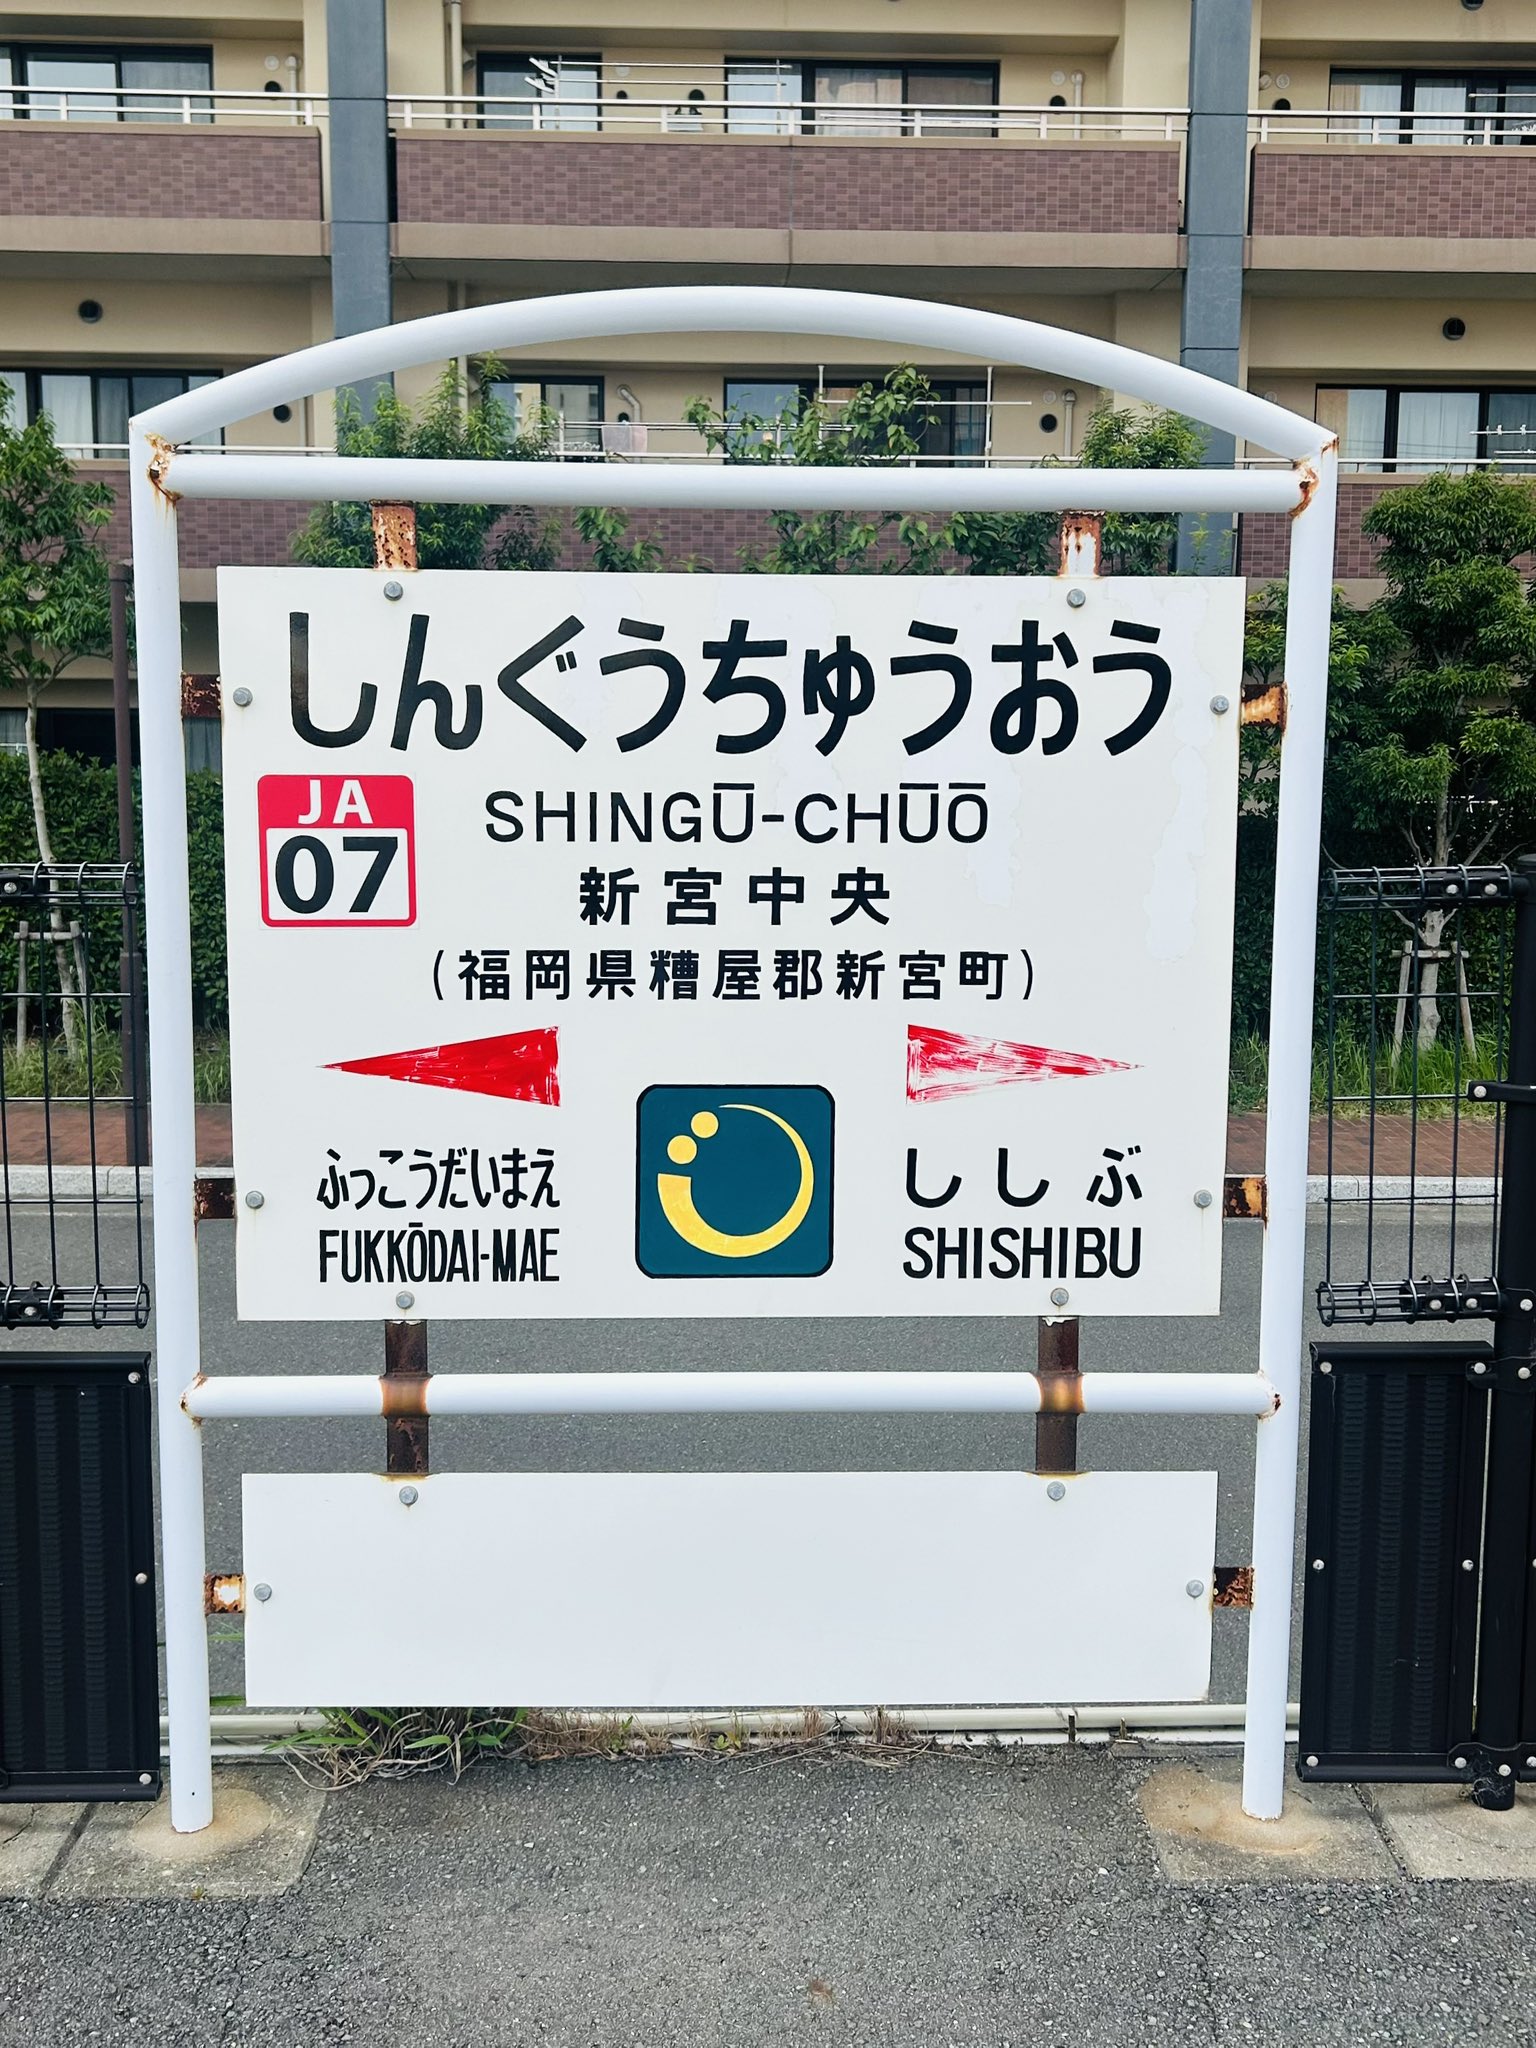 しんぐうちゅうおう
JA
07
SHINGŪ-CHŪŌ
新宮中央
(福岡県糟屋郡新宮町)
ふっこうだいまえ
FUKKŌDAI-MAE
ししぶ
SHISHIBU